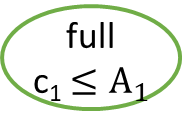 full
c₁ ≤ A₁